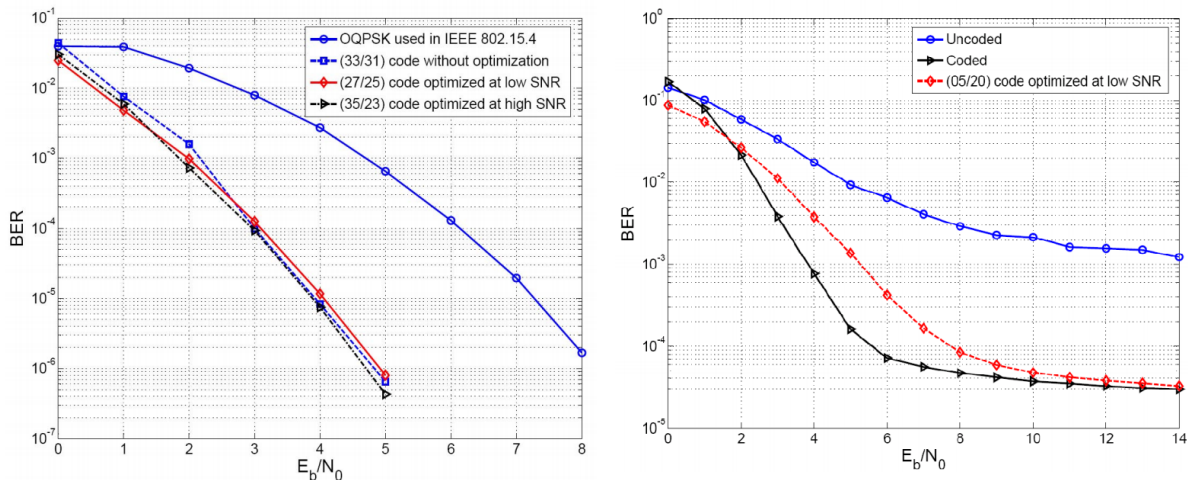 OQPSK used in IEEE 802.15.4
(33/31) code without optimization
(27/25) code optimized at low SNR
(35/23) code optimized at high SNR
BER
10^-1
10^-2
10^-3
10^-4
10^-5
10^-6
10^-7
0 1 2 3 4 5 6 7 8
E_b/N_0
Uncoded
Coded
(05/20) code optimized at low SNR
BER
10^0
10^-1
10^-2
10^-3
10^-4
10^-5
0 2 4 6 8 10 12 14
E_b/N_0